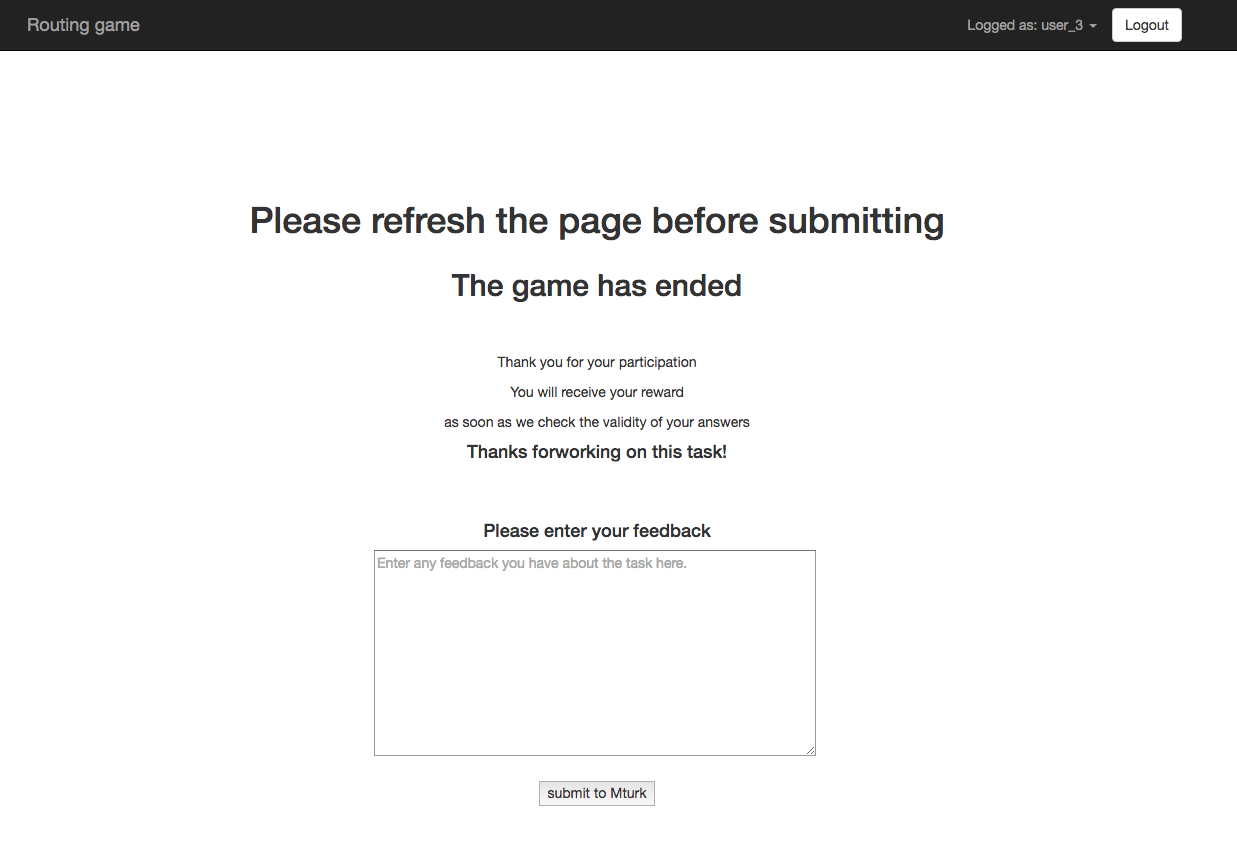 Routing game
Logged as: user_3
Logout
Please refresh the page before submitting
The game has ended
Thank you for your participation
You will receive your reward
as soon as we check the validity of your answers
Thanks forworking on this task!
Please enter your feedback
Enter any feedback you have about the task here.
submit to Mturk